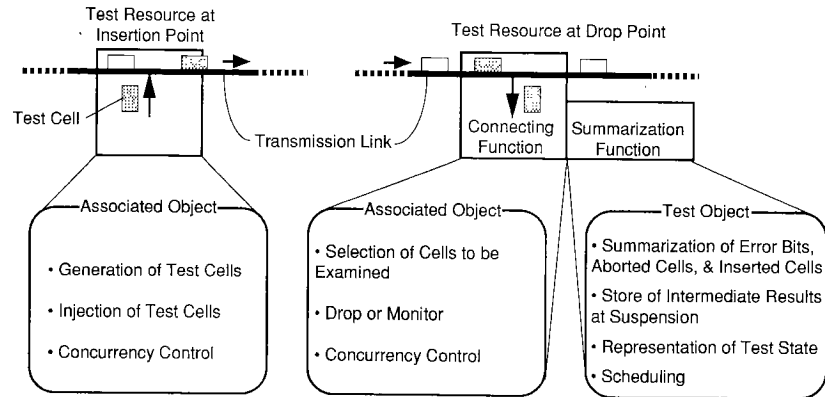 Test Resource at
Insertion Point
Test Resource at Drop Point
Test Cell
Transmission Link
Connecting
Function
Summarization
Function
Associated Object
• Generation of Test Cells
• Injection of Test Cells
• Concurrency Control
Associated Object
• Selection of Cells to be
Examined
• Drop or Monitor
• Concurrency Control
Test Object
• Summarization of Error Bits,
Aborted Cells, & Inserted Cells
• Store of Intermediate Results
at Suspension
• Representation of Test State
• Scheduling